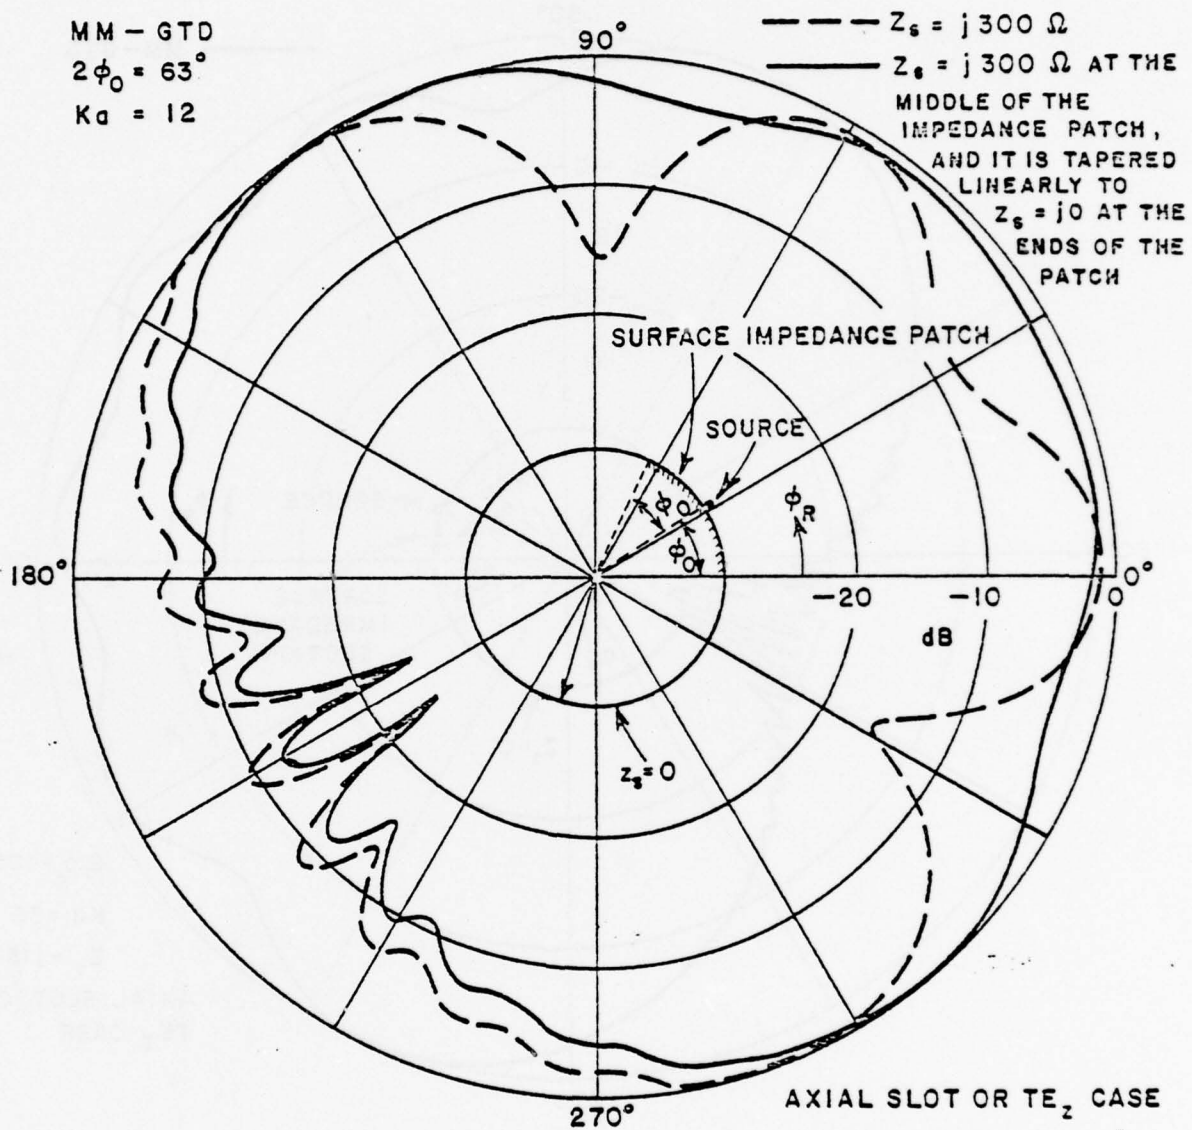 MM – GTD
2ϕ₀ = 63°
Ka = 12
Zₛ = j 300 Ω
Zₛ = j 300 Ω AT THE
MIDDLE OF THE
IMPEDANCE PATCH,
AND IT IS TAPERED
LINEARLY TO
Zₛ = j0 AT THE
ENDS OF THE
PATCH
90°
SURFACE IMPEDANCE PATCH
SOURCE
ϕ₀
ϕ₀
ϕ_R
180°
0°
–20
–10
0
dB
zₛ = 0
270°
AXIAL SLOT OR TE_z CASE